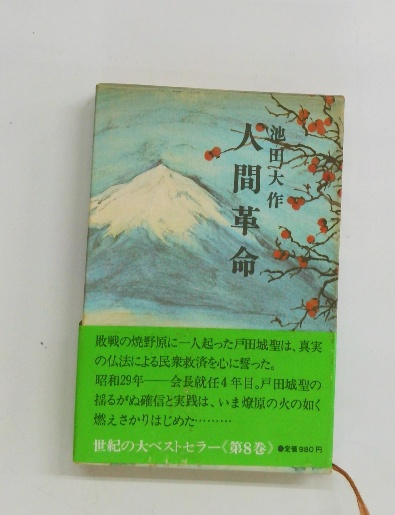 池田大作
人間革命
敗戦の焼野原に一人起った戸田城聖は、真実
の仏法による民衆救済を心に誓った。
昭和29年――会長就任4年目。戸田城聖の
揺るがぬ確信と実践は、いま燎原の火の如く
燃えさかりはじめた………
世紀の大ベストセラー《第8巻》 ●定価980円